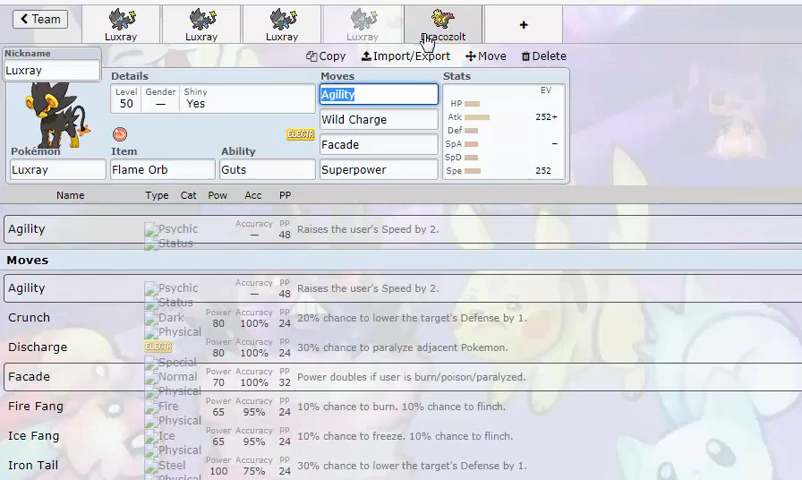 Team
Luxray Luxray Luxray Luxray Dracozolt +
Copy Import/Export Move Delete
Nickname
Luxray
Details
Level Gender Shiny
50 — Yes
ELECTR
Pokémon Item Ability
Luxray Flame Orb Guts
Moves
Agility
Wild Charge
Facade
Superpower
Stats
EV
HP
Atk 252+
Def
SpA –
SpD
Spe 252
Name Type Cat Pow Acc PP
Agility Psychic Status Accuracy — PP 48 Raises the user's Speed by 2.
Moves
Agility Psychic Status Accuracy — PP 48 Raises the user's Speed by 2.
Crunch Dark Physical Power 80 Accuracy 100% PP 24 20% chance to lower the target's Defense by 1.
Discharge ELECTR Special Power 80 Accuracy 100% PP 24 30% chance to paralyze adjacent Pokemon.
Facade Normal Physical Power 70 Accuracy 100% PP 32 Power doubles if user is burn/poison/paralyzed.
Fire Fang Fire Physical Power 65 Accuracy 95% PP 24 10% chance to burn. 10% chance to flinch.
Ice Fang Ice Physical Power 65 Accuracy 95% PP 24 10% chance to freeze. 10% chance to flinch.
Iron Tail Steel Physical Power 100 Accuracy 75% PP 24 30% chance to lower the target's Defense by 1.